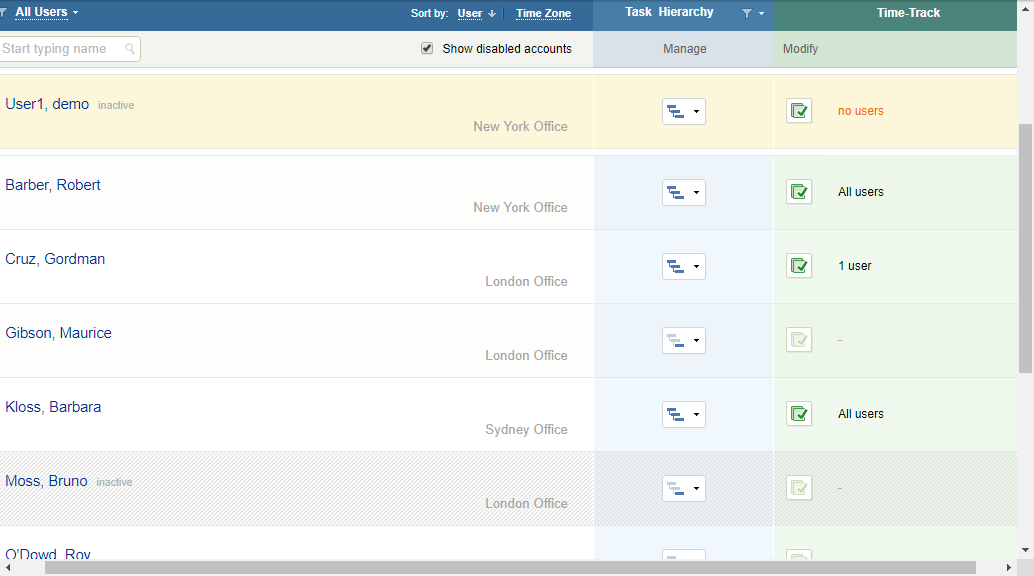 All Users Sort by: User Time Zone Task Hierarchy Time-Track
Start typing name Show disabled accounts Manage Modify
User1, demo inactive no users
New York Office
Barber, Robert All users
New York Office
Cruz, Gordman 1 user
London Office
Gibson, Maurice -
London Office
Kloss, Barbara All users
Sydney Office
Moss, Bruno inactive -
London Office
O'Dowd, Roy